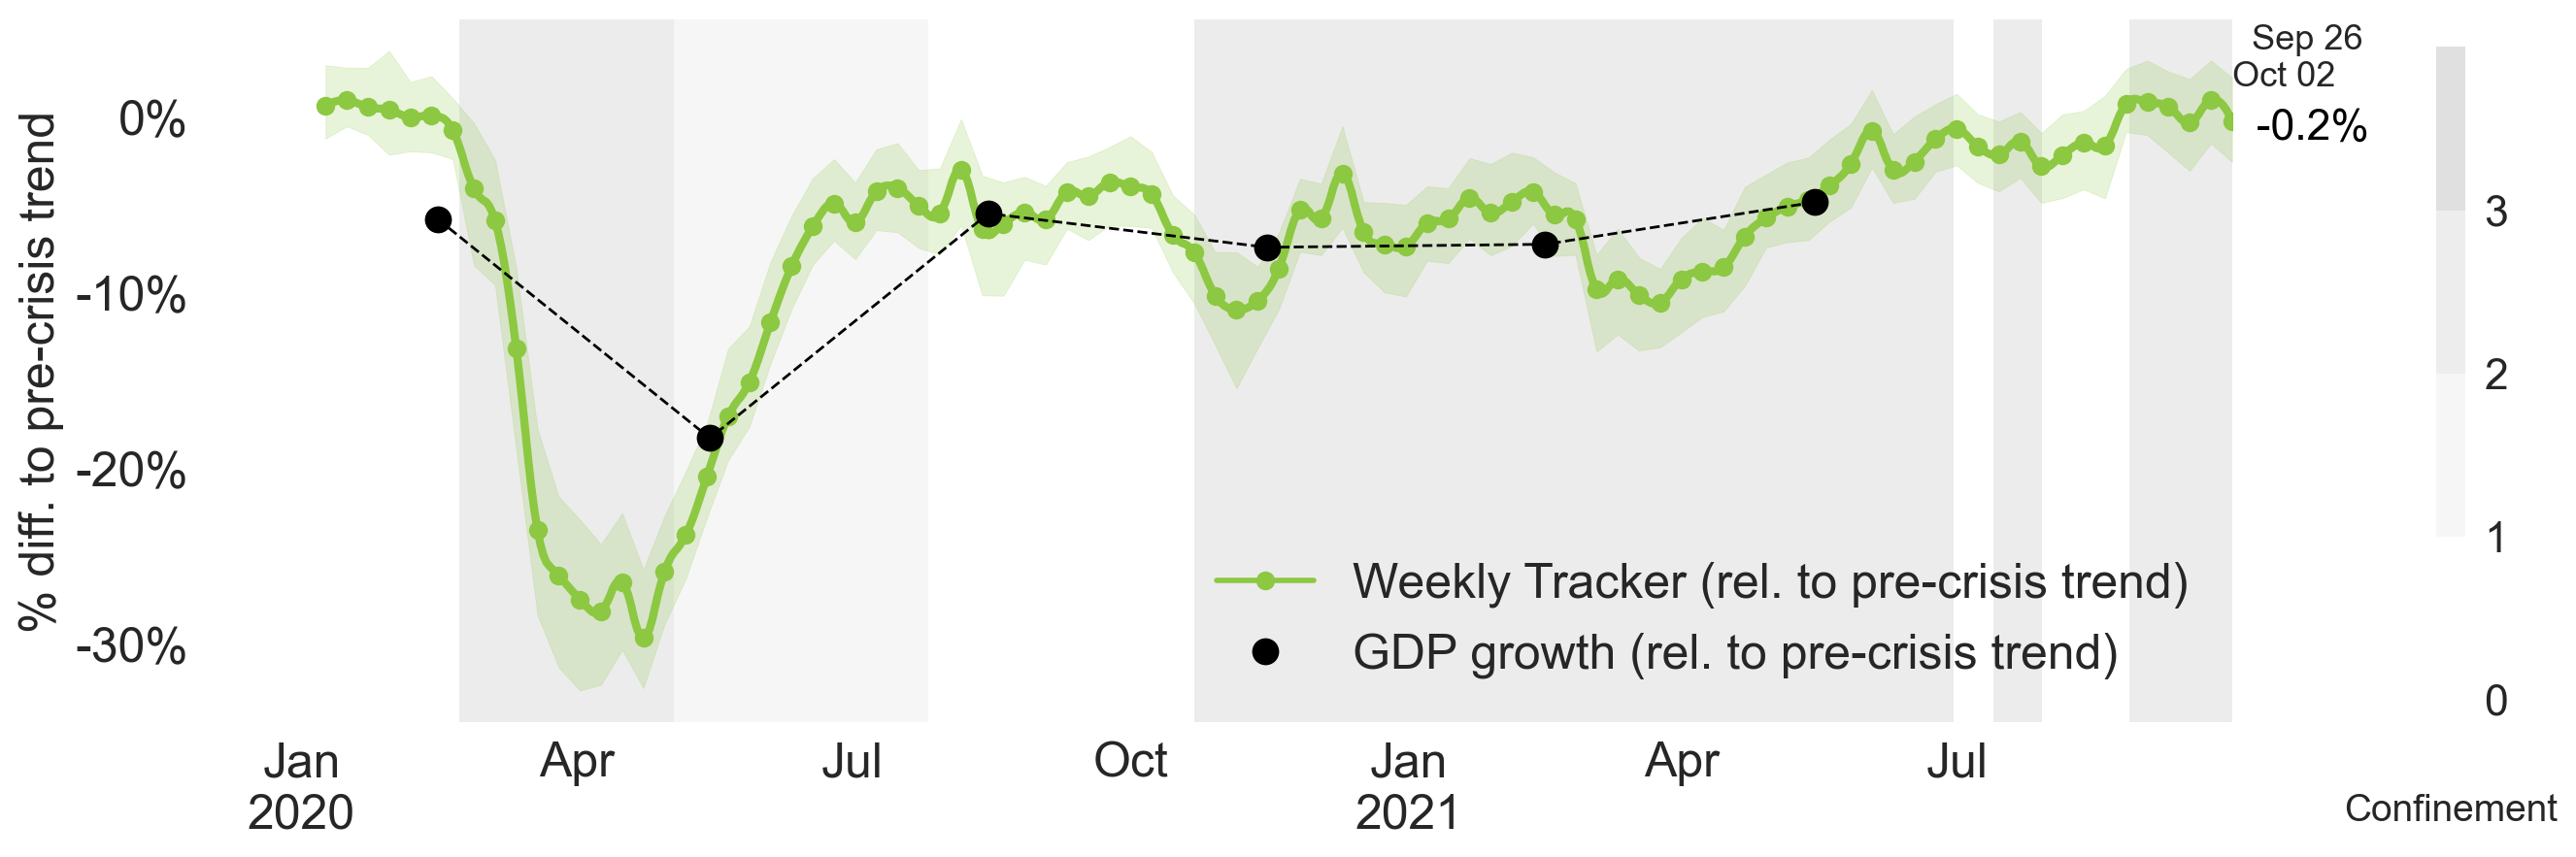 % diff. to pre-crisis trend
0%
-10%
-20%
-30%
Jan
2020
Apr
Jul
Oct
Jan
2021
Apr
Jul
Weekly Tracker (rel. to pre-crisis trend)
GDP growth (rel. to pre-crisis trend)
Sep 26
Oct 02
-0.2%
3
2
1
0
Confinement